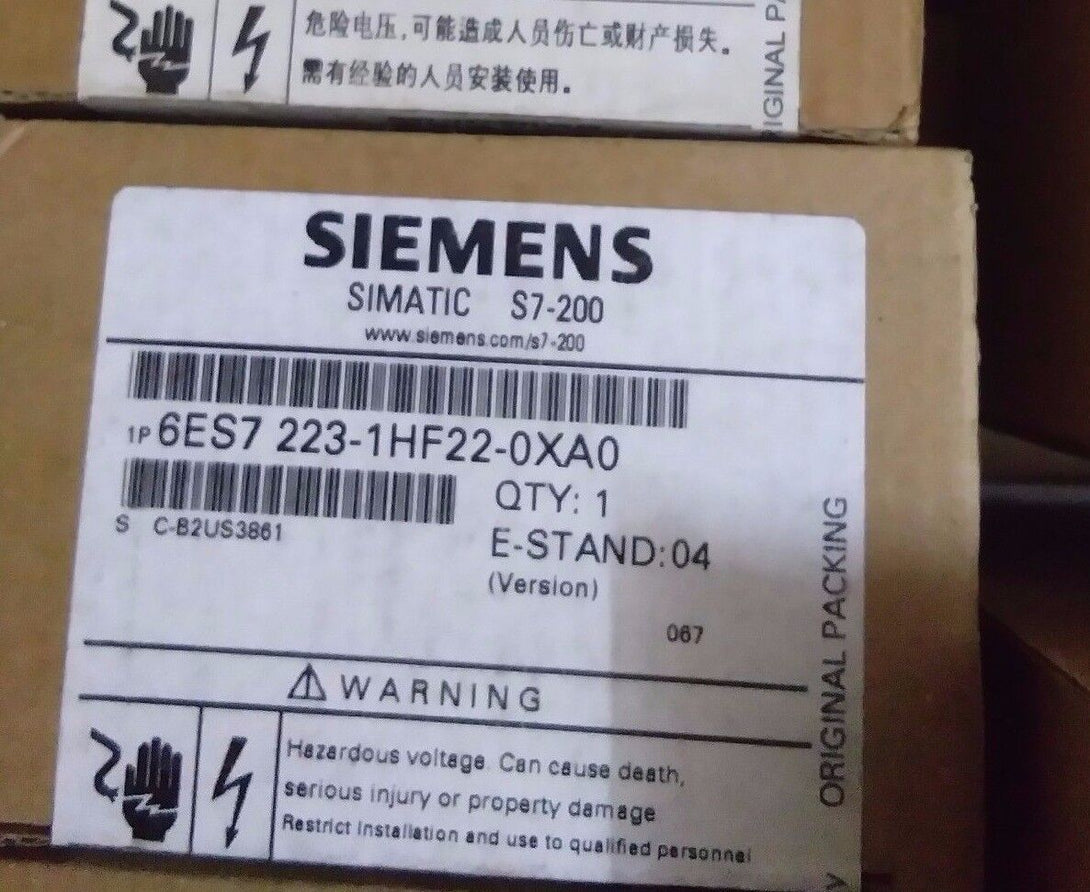 危险电压,可能造成人员伤亡或财产损失。
需有经验的人员安装使用。
SIEMENS
SIMATIC S7-200
www.siemens.com/s7-200
1P 6ES7 223-1HF22-0XA0
QTY: 1
S C-B2US3861
E-STAND:04
(Version)
067
WARNING
Hazardous voltage. Can cause death,
serious injury or property damage
Restrict installation and use to qualified personnel
ORIGINAL PACKING